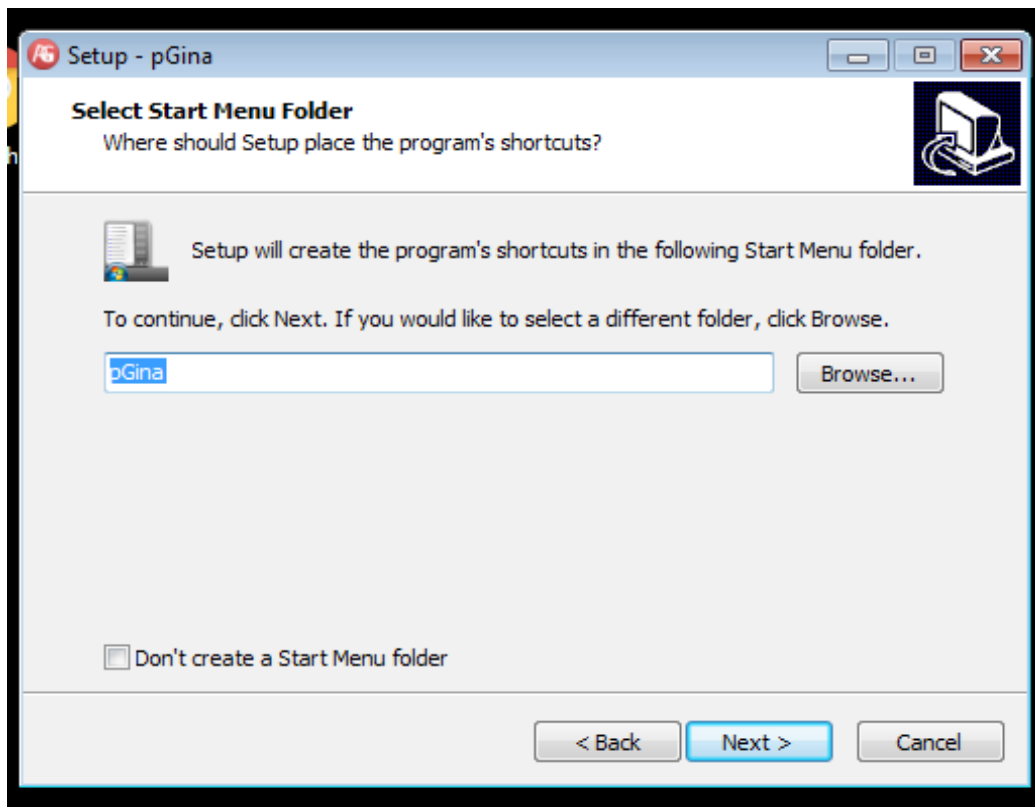 Setup - pGina
Select Start Menu Folder
Where should Setup place the program's shortcuts?
Setup will create the program's shortcuts in the following Start Menu folder.
To continue, click Next. If you would like to select a different folder, click Browse.
pGina
Browse...
Don't create a Start Menu folder
< Back
Next >
Cancel